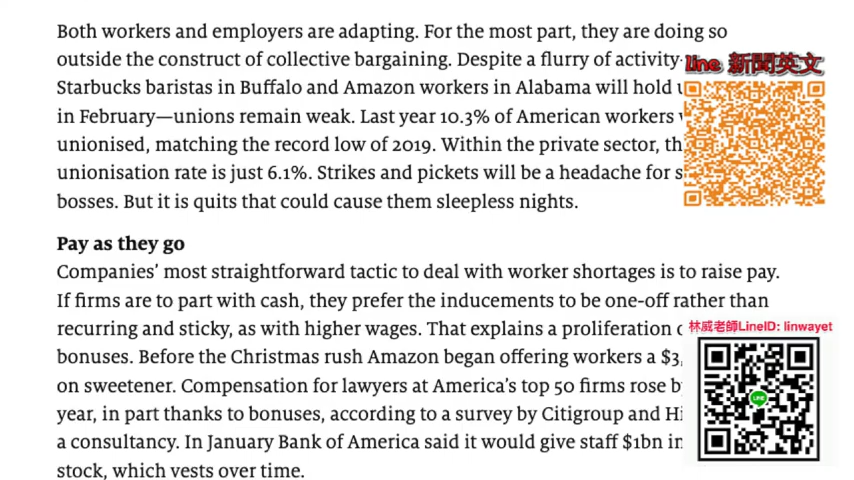 Both workers and employers are adapting. For the most part, they are doing so
outside the construct of collective bargaining. Despite a flurry of activity
Starbucks baristas in Buffalo and Amazon workers in Alabama will hold
in February—unions remain weak. Last year 10.3% of American workers
unionised, matching the record low of 2019. Within the private sector,
unionisation rate is just 6.1%. Strikes and pickets will be a headache for
bosses. But it is quits that could cause them sleepless nights.
line 新聞英文
Pay as they go
Companies’ most straightforward tactic to deal with worker shortages is to raise pay.
If firms are to part with cash, they prefer the inducements to be one-off rather than
recurring and sticky, as with higher wages. That explains a proliferation
bonuses. Before the Christmas rush Amazon began offering workers a $3,
on sweetener. Compensation for lawyers at America’s top 50 firms rose
year, in part thanks to bonuses, according to a survey by Citigroup and
a consultancy. In January Bank of America said it would give staff $1bn in
stock, which vests over time.
林威老師LineID: linwayet
LINE